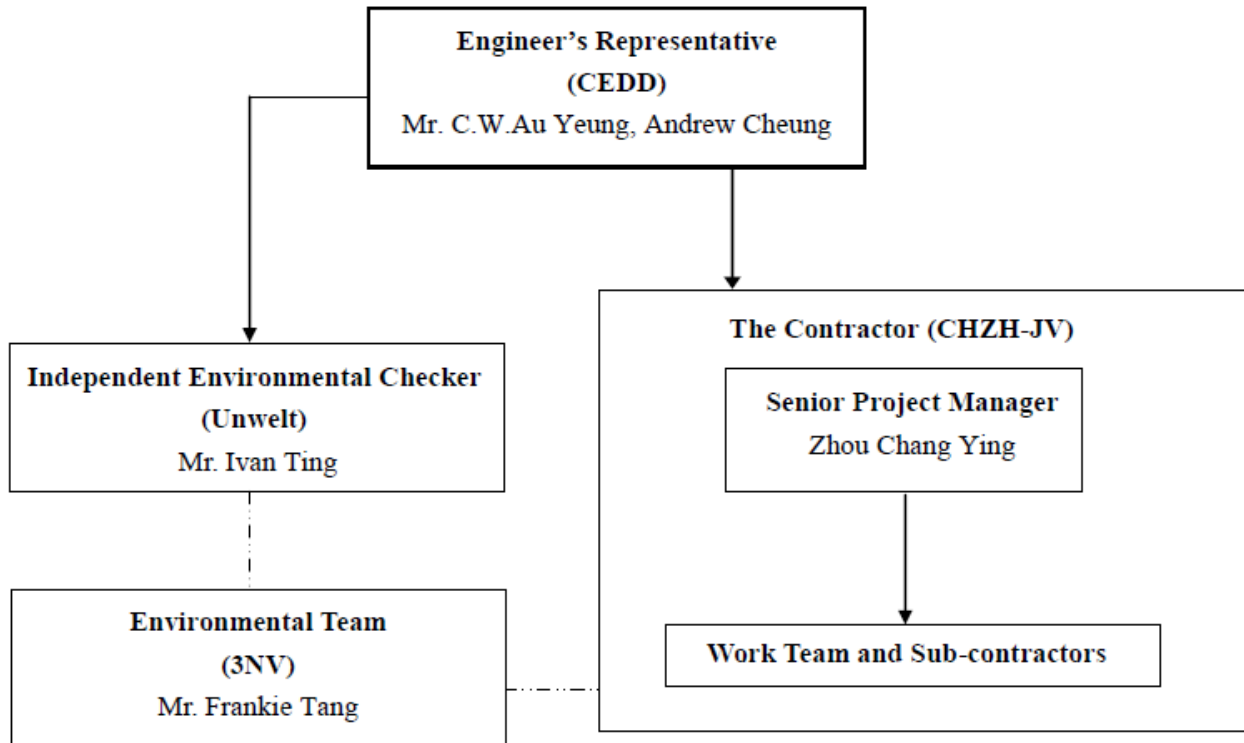 Engineer’s Representative
(CEDD)
Mr. C.W.Au Yeung, Andrew Cheung
The Contractor (CHZH-JV)
Independent Environmental Checker
(Unwelt)
Mr. Ivan Ting
Senior Project Manager
Zhou Chang Ying
Environmental Team
(3NV)
Mr. Frankie Tang
Work Team and Sub-contractors